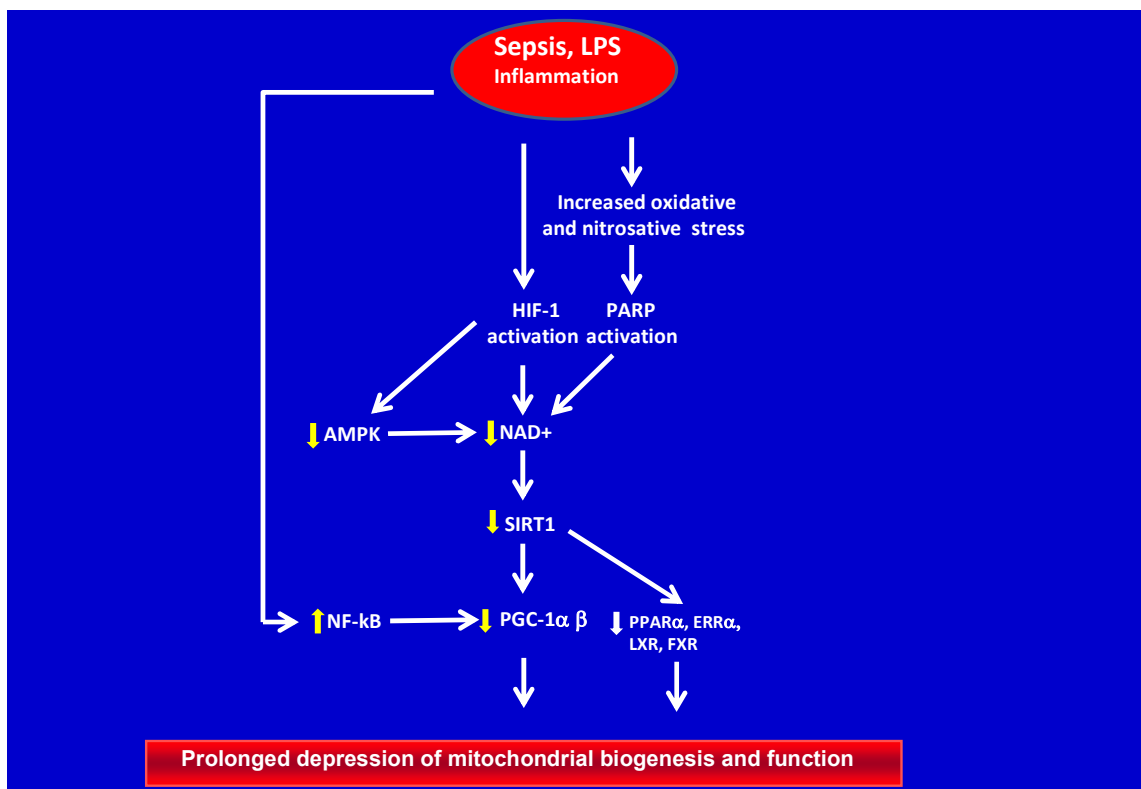 Sepsis, LPS
Inflammation
Increased oxidative
and nitrosative stress
HIF-1
activation
PARP
activation
AMPK
NAD+
SIRT1
NF-kB
PGC-1α β
PPARα, ERRα,
LXR, FXR
Prolonged depression of mitochondrial biogenesis and function